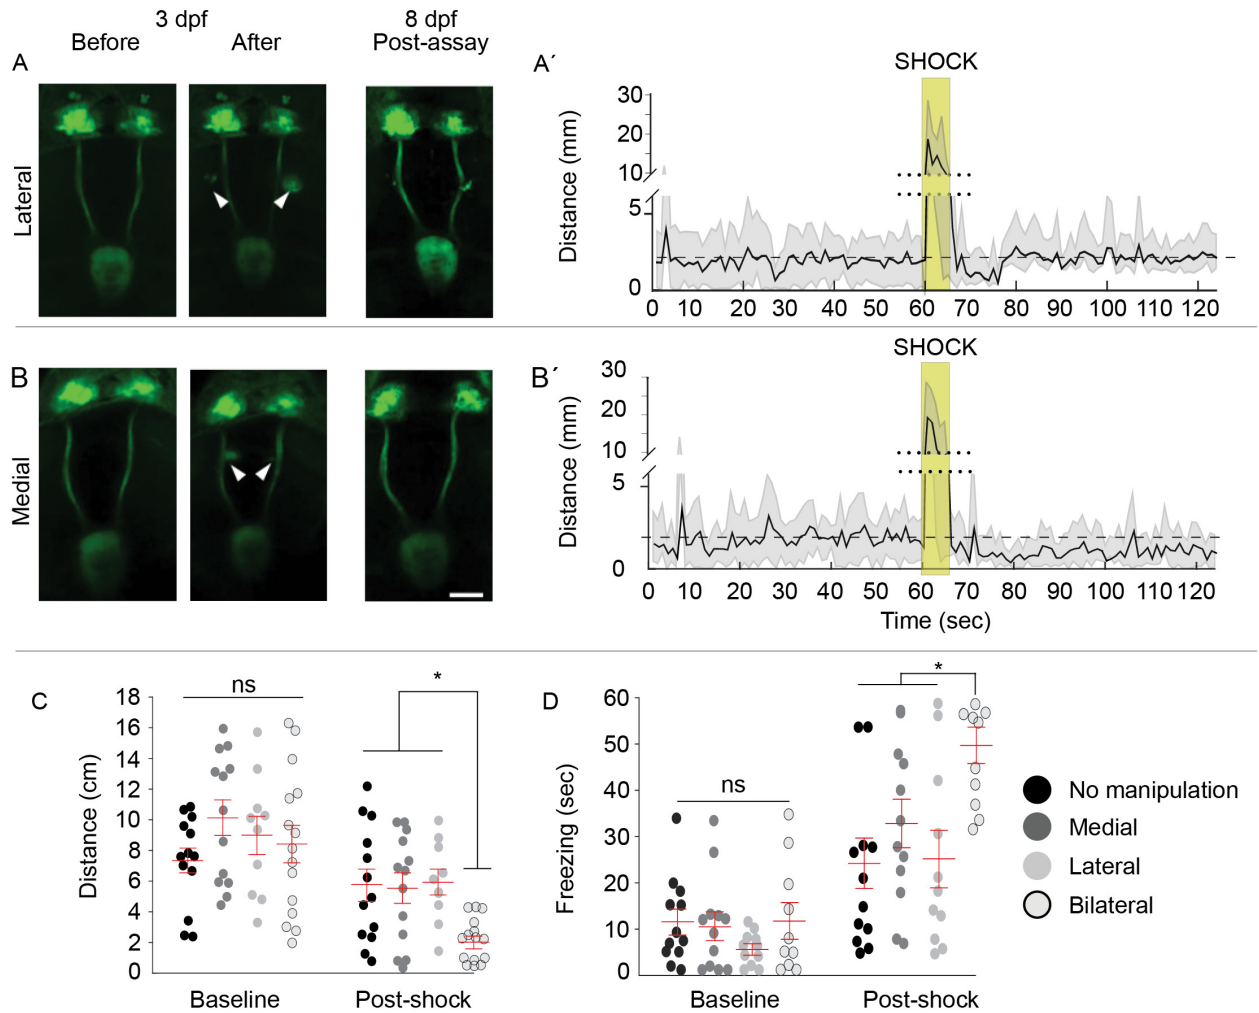 3 dpf
8 dpf
Before
After
Post-assay
A
Lateral
A´
SHOCK
Distance (mm)
30
20
10
5
0
0 10 20 30 40 50 60 70 80 90 100 110 120
B
Medial
B´
SHOCK
Distance (mm)
30
20
10
5
0
0 10 20 30 40 50 60 70 80 90 100 110 120
Time (sec)
C
Distance (cm)
18
16
14
12
10
8
6
4
2
0
ns
*
Baseline
Post-shock
D
Freezing (sec)
60
50
40
30
20
10
0
ns
*
Baseline
Post-shock
No manipulation
Medial
Lateral
Bilateral